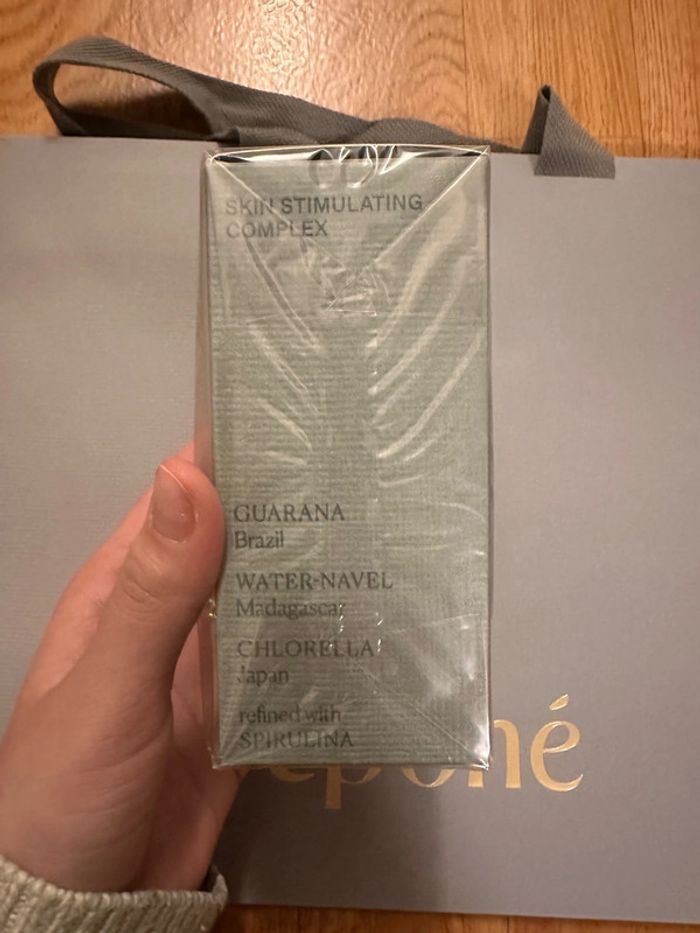 SKIN STIMULATING
COMPLEX
GUARANA
Brazil
WATER-NAVEL
Madagascar
CHLORELLA
Japan
refined with
SPIRULINA